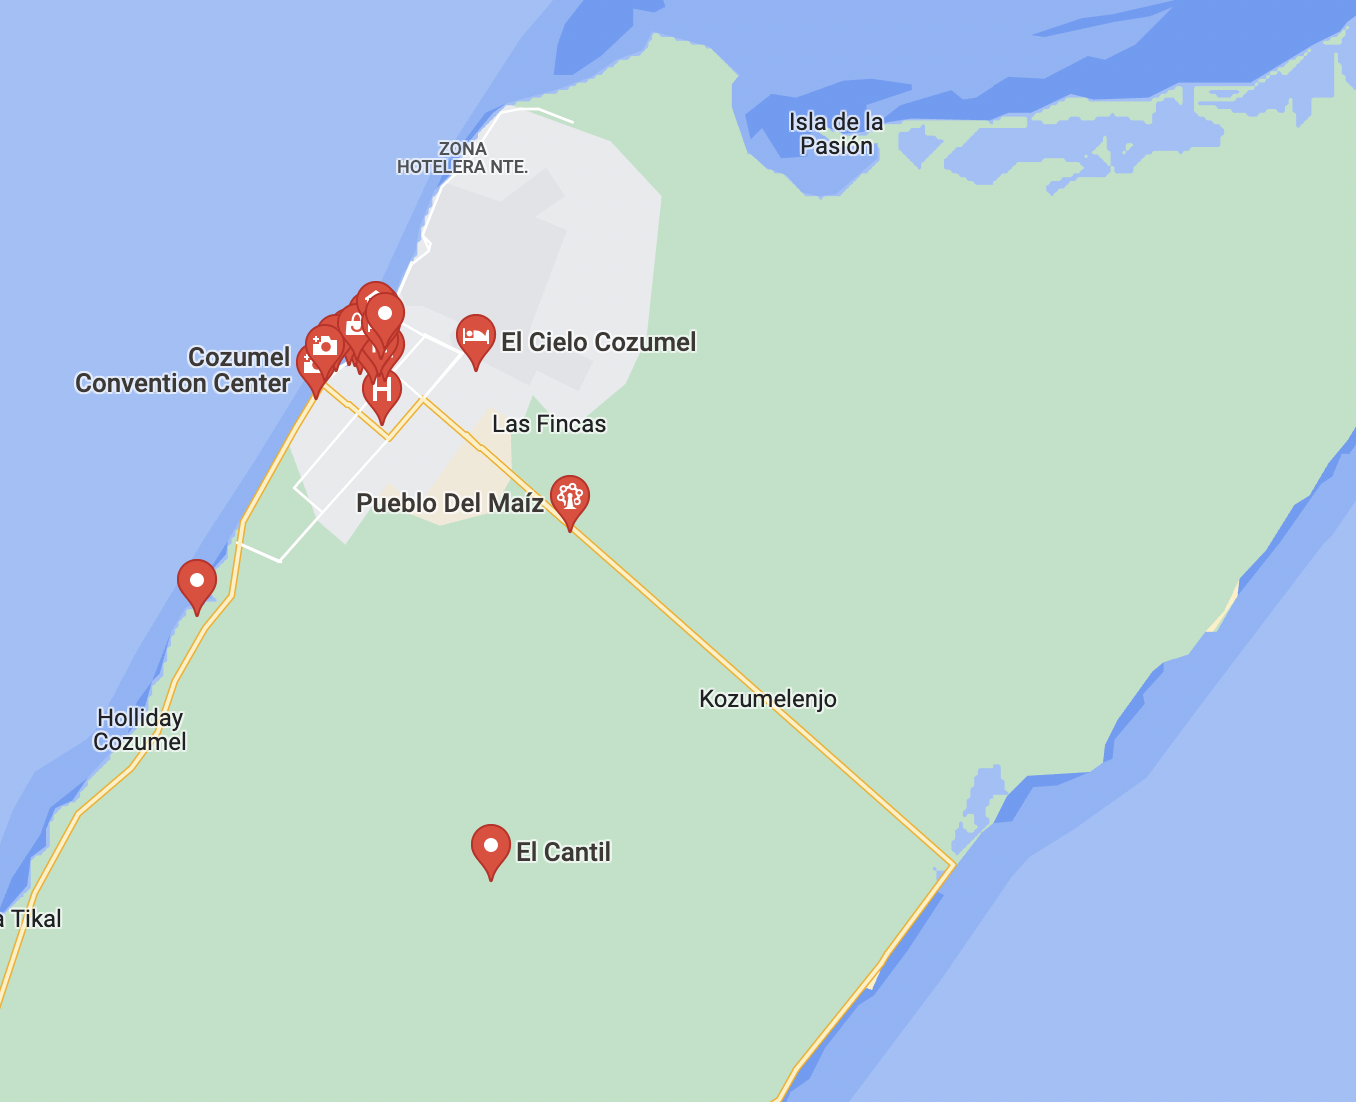 Isla de la
Pasión
ZONA
HOTELERA NTE.
El Cielo Cozumel
Cozumel
Convention Center
H
Las Fincas
Pueblo Del Maíz
Kozumelenjo
Holliday
Cozumel
El Cantil
a Tikal